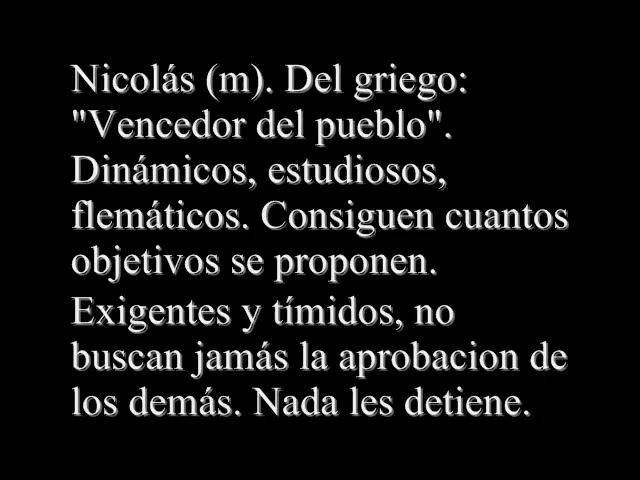 Nicolás (m). Del griego:
"Vencedor del pueblo".
Dinámicos, estudiosos,
flemáticos. Consiguen cuantos
objetivos se proponen.
Exigentes y tímidos, no
buscan jamás la aprobacion de
los demás. Nada les detiene.